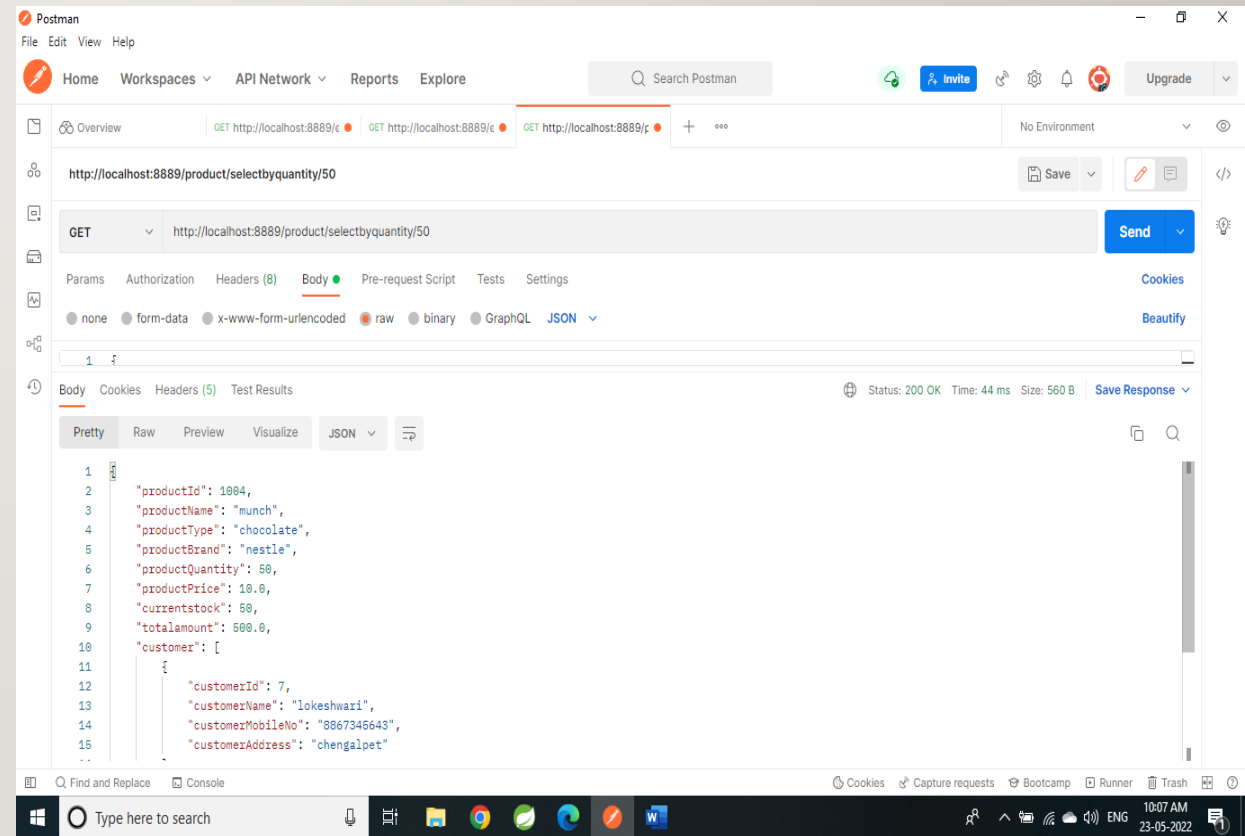 Postman
File Edit View Help
Home Workspaces API Network Reports Explore Search Postman Invite Upgrade
Overview GET http://localhost:8889/e GET http://localhost:8889/e GET http://localhost:8889/p No Environment
http://localhost:8889/product/selectbyquantity/50 Save </>
GET http://localhost:8889/product/selectbyquantity/50 Send
Params Authorization Headers (8) Body Pre-request Script Tests Settings Cookies
none form-data x-www-form-urlencoded raw binary GraphQL JSON Beautify
1 {
Body Cookies Headers (5) Test Results Status: 200 OK Time: 44 ms Size: 560 B Save Response
Pretty Raw Preview Visualize JSON
1 {
2 "productId": 1004,
3 "productName": "munch",
4 "productType": "chocolate",
5 "productBrand": "nestle",
6 "productQuantity": 50,
7 "productPrice": 10.0,
8 "currentstock": 50,
9 "totalamount": 500.0,
10 "customer": [
11 {
12 "customerId": 7,
13 "customerName": "lokeshwari",
14 "customerMobileNo": "8867345643",
15 "customerAddress": "chengalpet"
Find and Replace Console Cookies Capture requests Bootcamp Runner Trash
Type here to search ENG 10:07 AM
23-05-2022